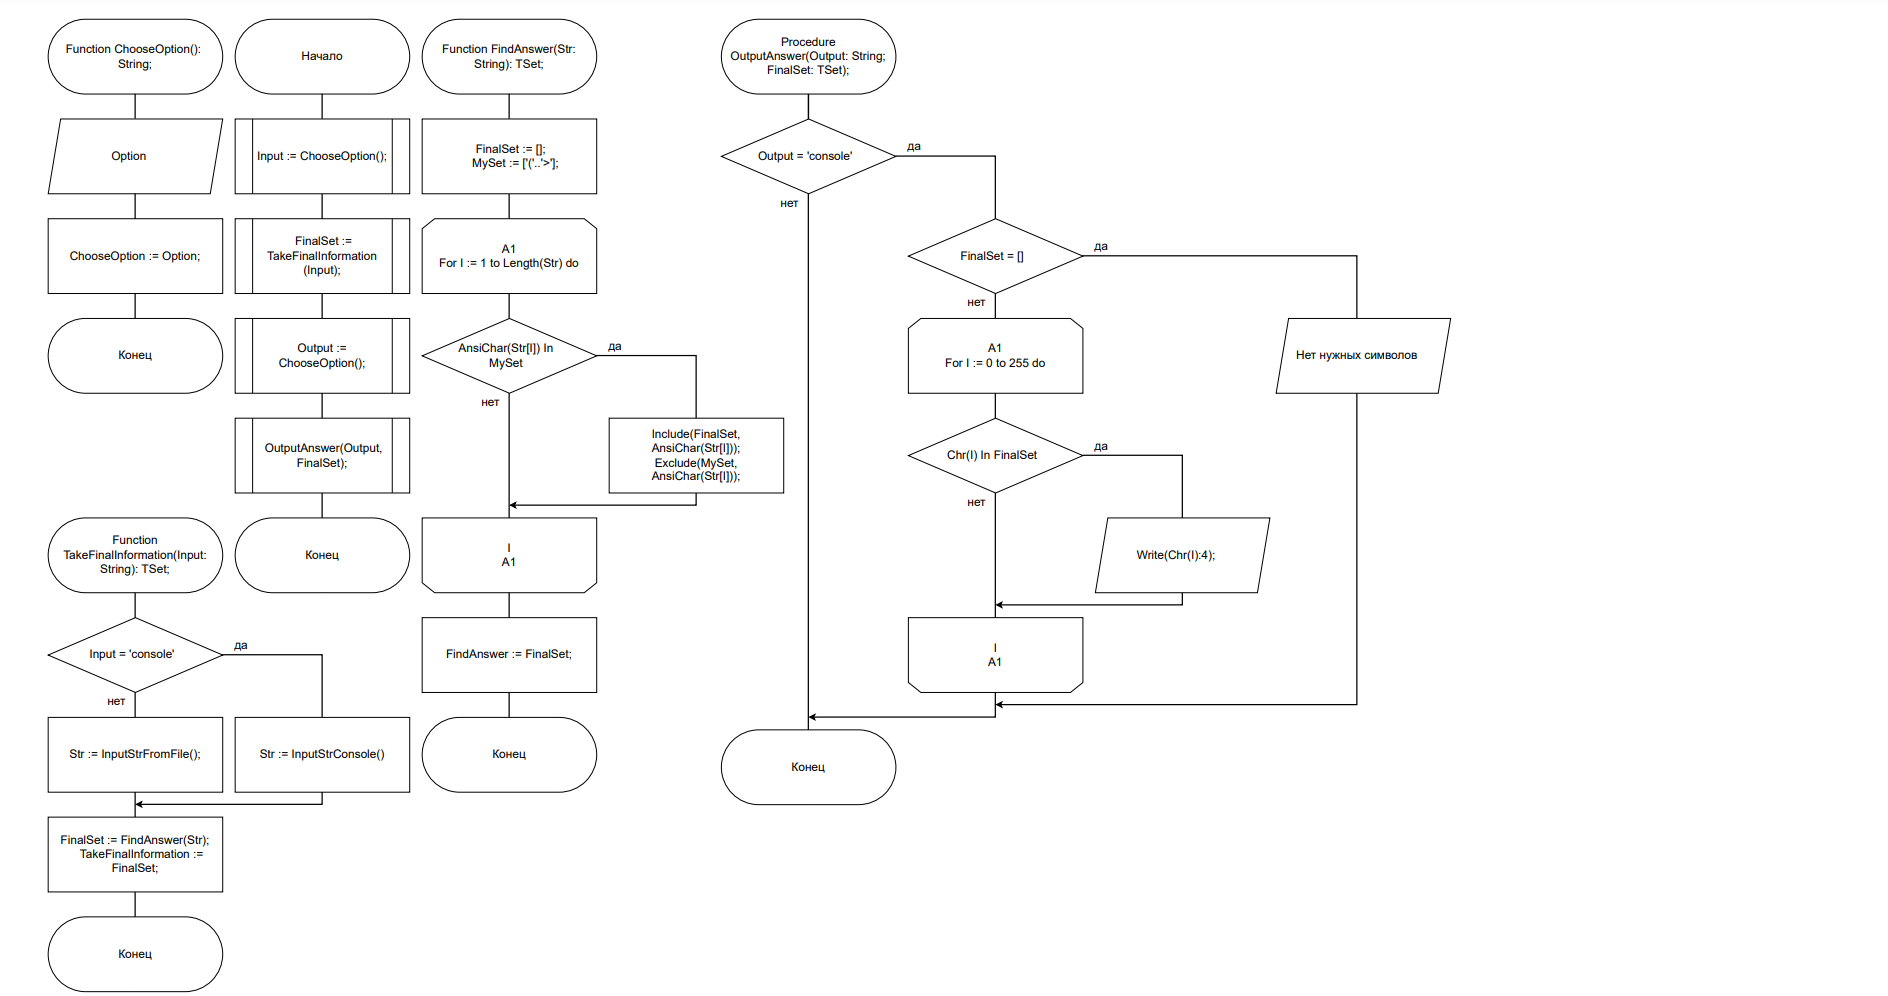 Function ChooseOption():
String;
Option
ChooseOption := Option;
Конец
Начало
Input := ChooseOption();
FinalSet :=
TakeFinalInformation
(Input);
Output :=
ChooseOption();
OutputAnswer(Output,
FinalSet);
Конец
Function
TakeFinalInformation(Input:
String): TSet;
Input = 'console'
да
нет
Str := InputStrFromFile();
Str := InputStrConsole()
FinalSet := FindAnswer(Str);
TakeFinalInformation :=
FinalSet;
Конец
Function FindAnswer(Str:
String): TSet;
FinalSet := [];
MySet := ['('..'>'];
A1
For I := 1 to Length(Str) do
AnsiChar(Str[I]) In
MySet
да
нет
Include(FinalSet,
AnsiChar(Str[I]));
Exclude(MySet,
AnsiChar(Str[I]));
I
A1
FindAnswer := FinalSet;
Конец
Procedure
OutputAnswer(Output: String;
FinalSet: TSet);
Output = 'console'
да
нет
FinalSet = []
да
нет
Нет нужных символов
A1
For I := 0 to 255 do
Chr(I) In FinalSet
да
нет
Write(Chr(I):4);
I
A1
Конец